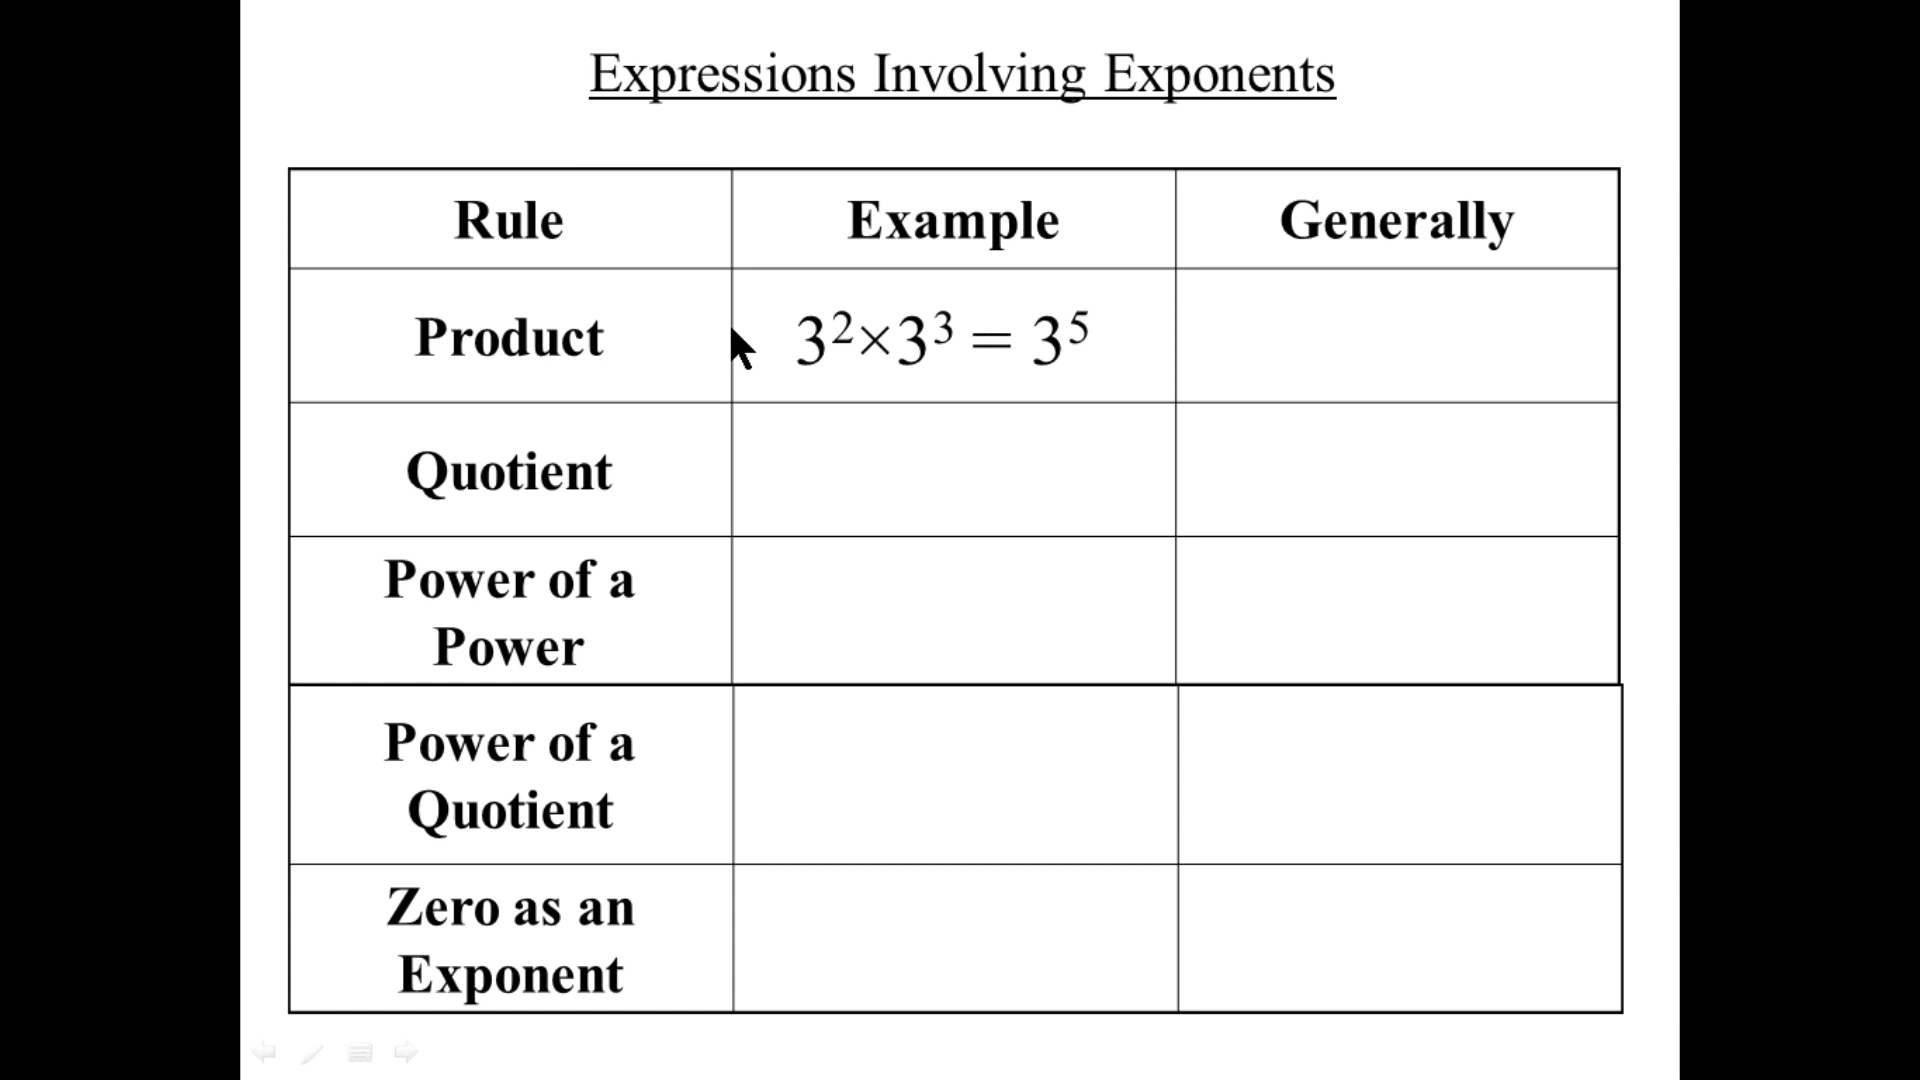 Expressions Involving Exponents
Rule Example Generally
Product 3²×3³ = 3⁵
Quotient
Power of a
Power
Power of a
Quotient
Zero as an
Exponent